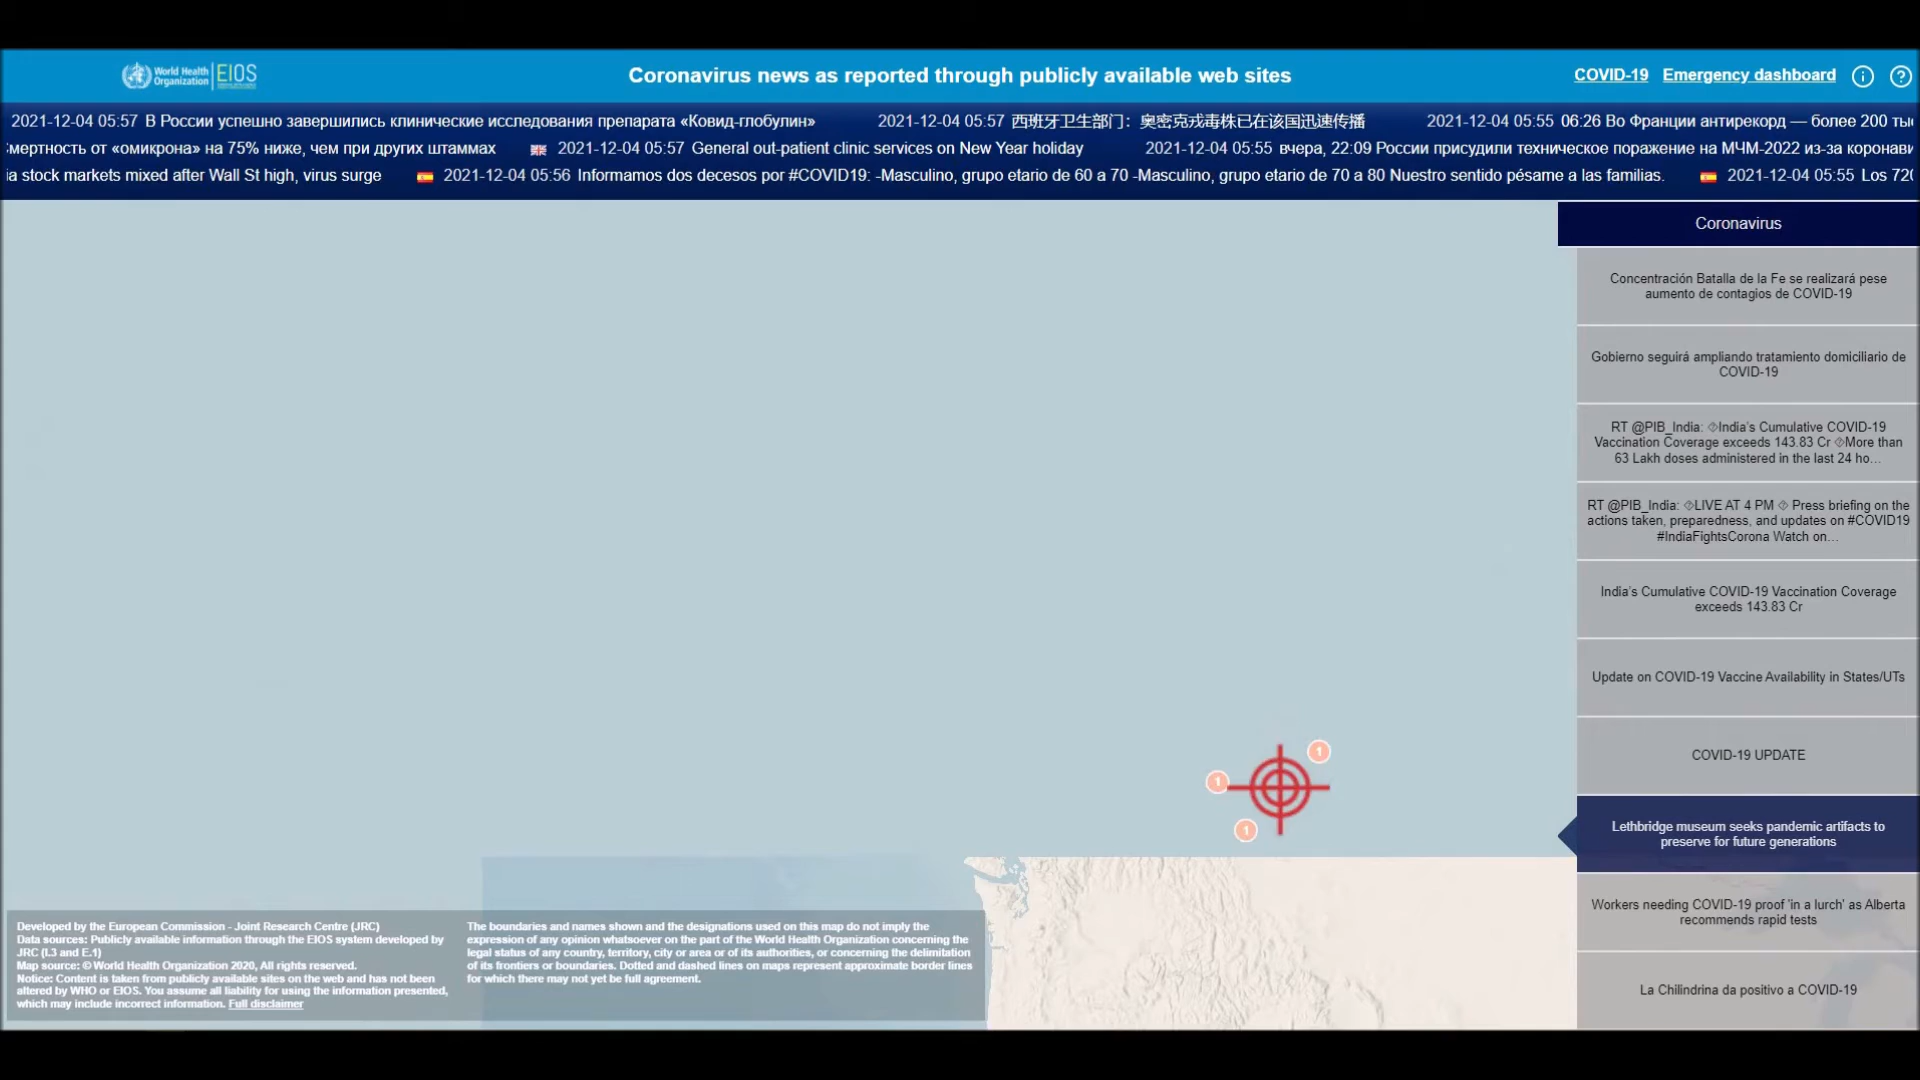 World Health Organization EIOS
Coronavirus news as reported through publicly available web sites
COVID-19 Emergency dashboard
2021-12-04 05:57 В России успешно завершились клинические исследования препарата «Ковид-глобулин» 2021-12-04 05:57 西班牙卫生部门：奥密克戎毒株已在该国迅速传播 2021-12-04 05:55 06:26 Во Франции антирекорд — более 200
мертность от «омикрона» на 75% ниже, чем при других штаммах 2021-12-04 05:57 General out-patient clinic services on New Year holiday 2021-12-04 05:55 вчера, 22:09 России присудили техническое поражение на МЧМ-2022 из-за коронави
ia stock markets mixed after Wall St high, virus surge 2021-12-04 05:56 Informamos dos decesos por #COVID19: -Masculino, grupo etario de 60 a 70 -Masculino, grupo etario de 70 a 80 Nuestro sentido pésame a las familias. 2021-12-04 05:55 Los 720
Coronavirus
Concentración Batalla de la Fe se realizará pese
aumento de contagios de COVID-19
Gobierno seguirá ampliando tratamiento domiciliario de
COVID-19
RT @PIB_India: India's Cumulative COVID-19
Vaccination Coverage exceeds 143.83 Cr More than
63 Lakh doses administered in the last 24 ho...
RT @PIB_India: LIVE AT 4 PM Press briefing on the
actions taken, preparedness, and updates on #COVID19
#IndiaFightsCorona Watch on...
India's Cumulative COVID-19 Vaccination Coverage
exceeds 143.83 Cr
Update on COVID-19 Vaccine Availability in States/UTs
COVID-19 UPDATE
Lethbridge museum seeks pandemic artifacts to
preserve for future generations
Workers needing COVID-19 proof 'in a lurch' as Alberta
recommends rapid tests
La Chilindrina da positivo a COVID-19
1
1
1
Developed by the European Commission - Joint Research Centre (JRC)
Data sources: Publicly available information through the EIOS system developed by
JRC (I.3 and E.1)
Map source: © World Health Organization 2020, All rights reserved.
Notice: Content is taken from publicly available sites on the web and has not been
altered by WHO or EIOS. You assume all liability for using the information presented,
which may include incorrect information. Full disclaimer
The boundaries and names shown and the designations used on this map do not imply the
expression of any opinion whatsoever on the part of the World Health Organization concerning the
legal status of any country, territory, city or area or of its authorities, or concerning the delimitation
of its frontiers or boundaries. Dotted and dashed lines on maps represent approximate border lines
for which there may not yet be full agreement.